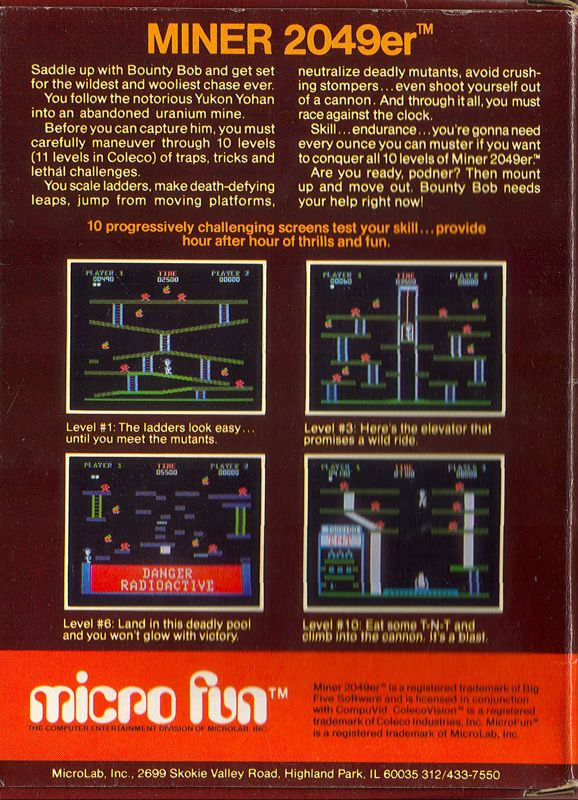 MINER 2049er™
Saddle up with Bounty Bob and get set
for the wildest and wooliest chase ever.
You follow the notorious Yukon Yohan
into an abandoned uranium mine.
Before you can capture him, you must
carefully maneuver through 10 levels
(11 levels in Coleco) of traps, tricks and
lethal challenges.
You scale ladders, make death-defying
leaps, jump from moving platforms,
neutralize deadly mutants, avoid crush-
ing stompers...even shoot yourself out
of a cannon. And through it all, you must
race against the clock.
Skill...endurance...you're gonna need
every ounce you can muster if you want
to conquer all 10 levels of Miner 2049er.™
Are you ready, podner? Then mount
up and move out. Bounty Bob needs
your help right now!
10 progressively challenging screens test your skill...provide
hour after hour of thrills and fun.
PLAYER 1 TIME PLAYER 2
00490 02500 00000
Level #1: The ladders look easy...
until you meet the mutants.
PLAYER 1 TIME PLAYER 2
00060 03500 00000
Level #3: Here's the elevator that
promises a wild ride.
PLAYER 1 TIME PLAYER 2
05500 00000
DANGER
RADIOACTIVE
Level #6: Land in this deadly pool
and you won't glow with victory.
PLAYER 1 TIME PLAYER 2
Level #10: Eat some T-N-T and
climb into the cannon. It's a blast.
micro fun™
THE COMPUTER ENTERTAINMENT DIVISION OF MICROLAB, INC.
Miner 2049er™ is a registered trademark of Big
Five Software and is licensed in conjunction
with CompuVid. ColecoVision™ is a registered
trademark of Coleco Industries, Inc. MicroFun™
is a registered trademark of MicroLab, Inc.
MicroLab, Inc., 2699 Skokie Valley Road, Highland Park, IL 60035 312/433-7550